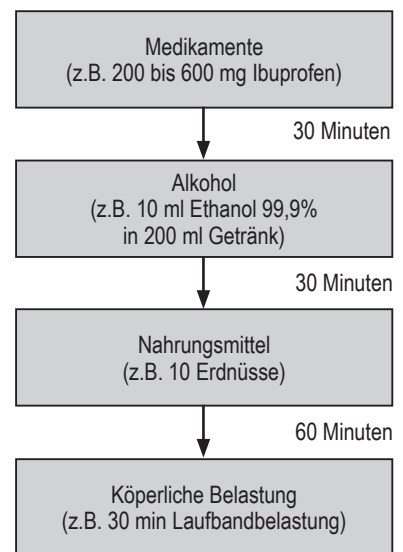 Medikamente
(z.B. 200 bis 600 mg Ibuprofen)
30 Minuten
Alkohol
(z.B. 10 ml Ethanol 99,9%
in 200 ml Getränk)
30 Minuten
Nahrungsmittel
(z.B. 10 Erdnüsse)
60 Minuten
Köperliche Belastung
(z.B. 30 min Laufbandbelastung)